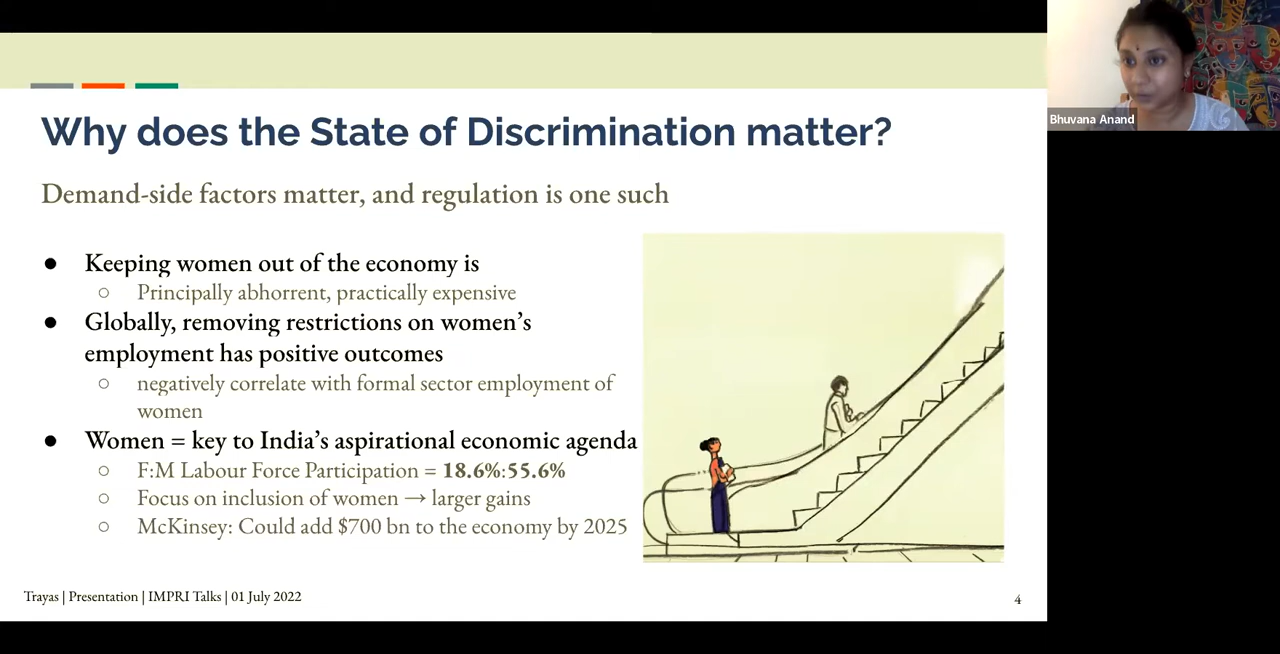 Bhuvana Anand
Why does the State of Discrimination matter?
Demand-side factors matter, and regulation is one such
● Keeping women out of the economy is
○ Principally abhorrent, practically expensive
● Globally, removing restrictions on women’s
employment has positive outcomes
○ negatively correlate with formal sector employment of
women
● Women = key to India’s aspirational economic agenda
○ F:M Labour Force Participation = 18.6%:55.6%
○ Focus on inclusion of women → larger gains
○ McKinsey: Could add $700 bn to the economy by 2025
Trayas | Presentation | IMPRI Talks | 01 July 2022
4